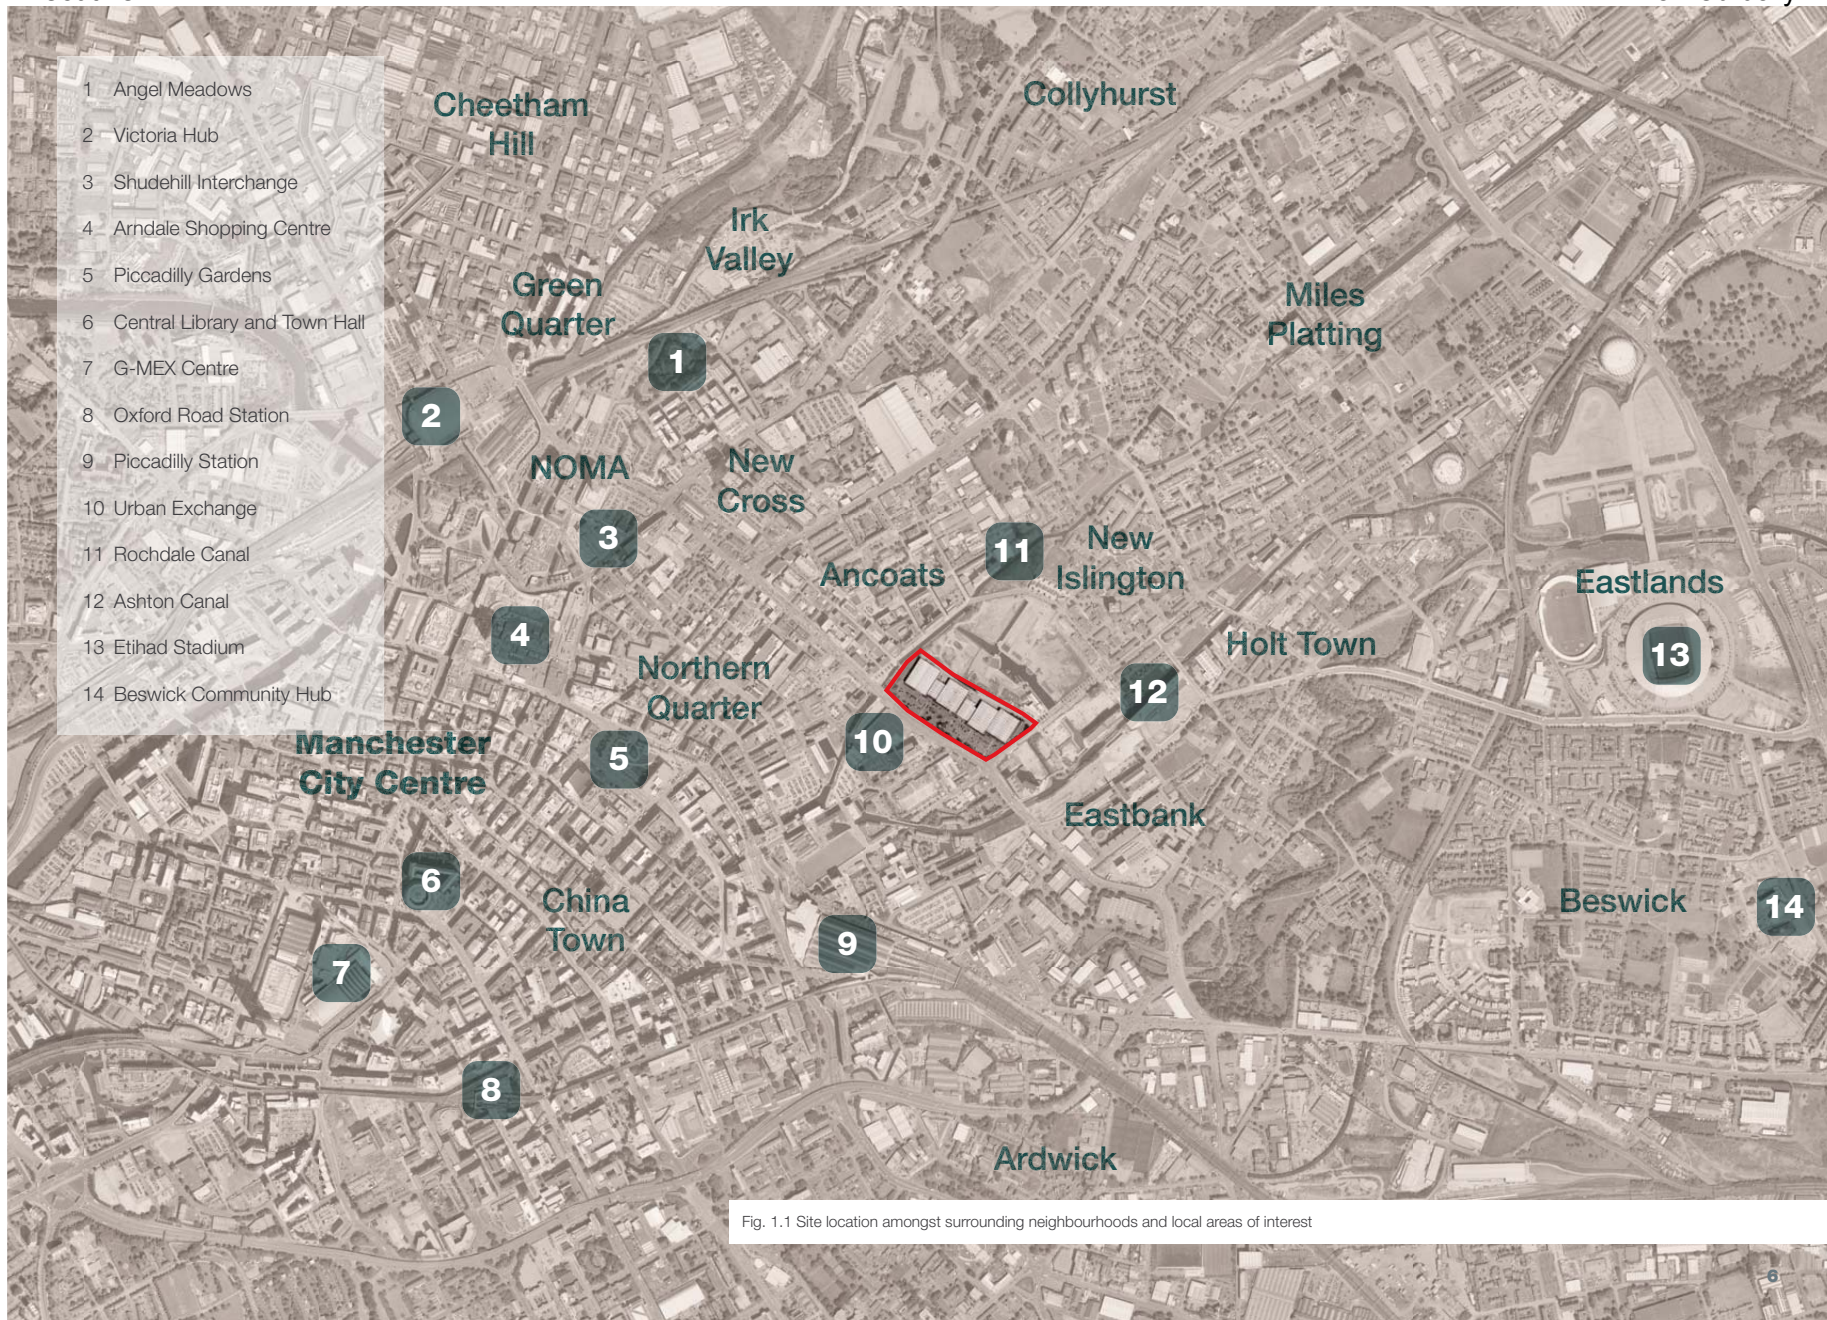 1 Angel Meadows
2 Victoria Hub
3 Shudehill Interchange
4 Arndale Shopping Centre
5 Piccadilly Gardens
6 Central Library and Town Hall
7 G-MEX Centre
8 Oxford Road Station
9 Piccadilly Station
10 Urban Exchange
11 Rochdale Canal
12 Ashton Canal
13 Etihad Stadium
14 Beswick Community Hub
Cheetham
Hill
Collyhurst
Irk
Valley
Green
Quarter
Miles
Platting
1
2
NOMA
New
Cross
3
11
New
Islington
Ancoats
Eastlands
4
Holt Town
13
Northern
Quarter
12
10
5
Manchester
City Centre
Eastbank
6
China
Town
Beswick
14
9
7
8
Ardwick
Fig. 1.1 Site location amongst surrounding neighbourhoods and local areas of interest
6